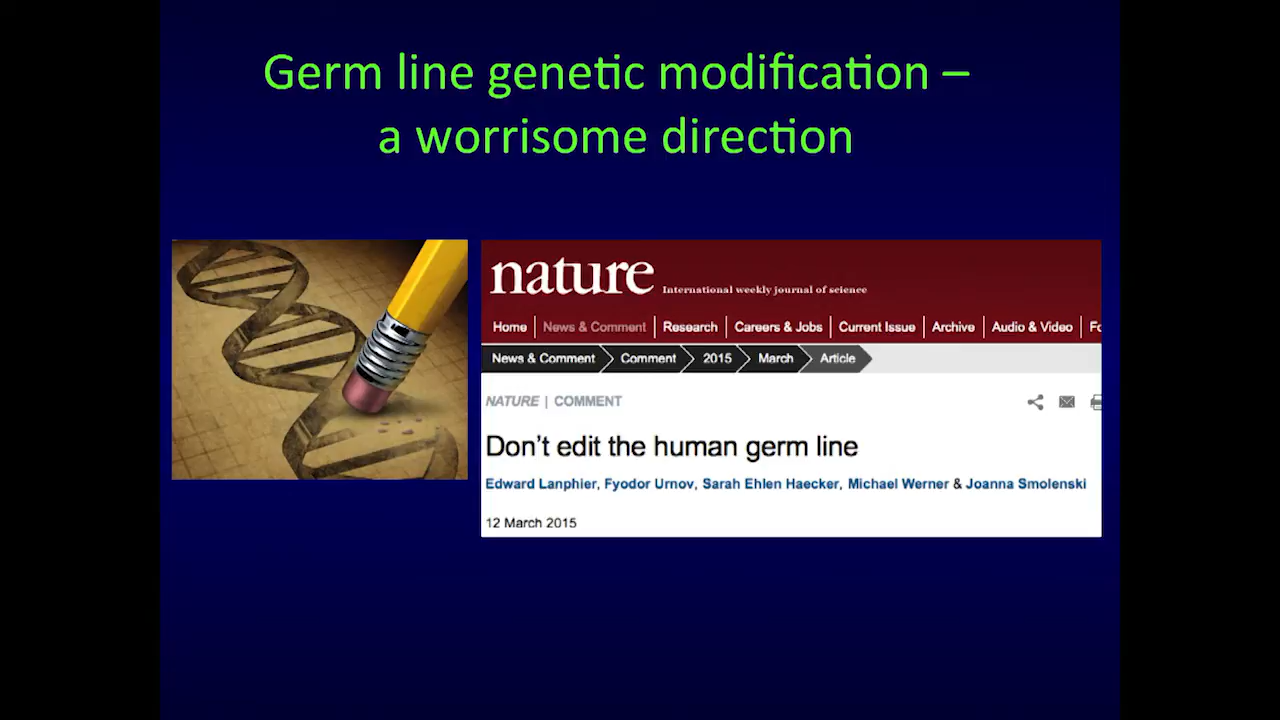 Germ line genetic modification –
a worrisome direction
nature International weekly journal of science
Home News & Comment Research Careers & Jobs Current Issue Archive Audio & Video
News & Comment Comment 2015 March Article
NATURE | COMMENT
Don't edit the human germ line
Edward Lanphier, Fyodor Urnov, Sarah Ehlen Haecker, Michael Werner & Joanna Smolenski
12 March 2015